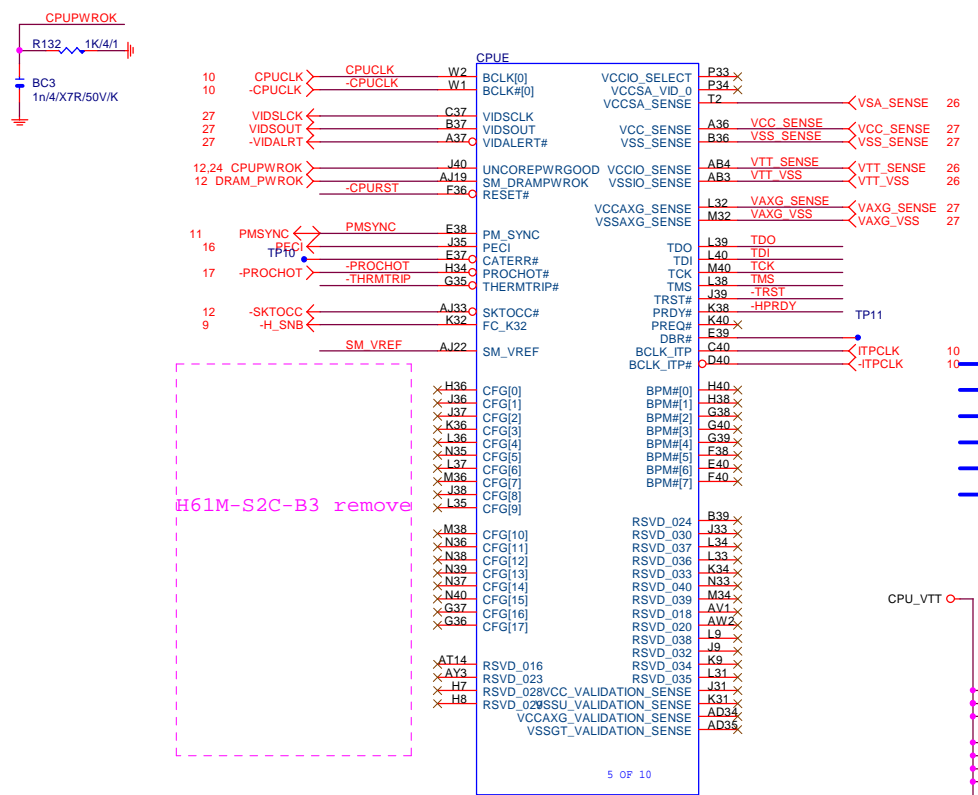 CPUPWROK
R132 1K/4/1
BC3
1n/4/X7R/50V/K
CPUE
10 CPUCLK CPUCLK W2 BCLK[0] VCCIO_SELECT P33
10 -CPUCLK -CPUCLK W1 BCLK#[0] VCCSA_VID_0 P34
VCCSA_SENSE T2 VSA_SENSE 26
27 VIDSLCK C37 VIDSCLK
27 VIDSOUT B37 VIDSOUT VCC_SENSE A36 VCC_SENSE VCC_SENSE 27
27 -VIDALRT A37 VIDALERT# VSS_SENSE B36 VSS_SENSE VSS_SENSE 27
12,24 CPUPWROK J40 UNCOREPWRGOOD VCCIO_SENSE AB4 VTT_SENSE VTT_SENSE 26
12 DRAM_PWROK AJ19 SM_DRAMPWROK VSSIO_SENSE AB3 VTT_VSS VTT_VSS 26
-CPURST F36 RESET#
VCCAXG_SENSE L32 VAXG_SENSE VAXG_SENSE 27
VSSAXG_SENSE M32 VAXG_VSS VAXG_VSS 27
11 PMSYNC PMSYNC E38 PM_SYNC
16 PECI J35 PECI TDO L39 TDO
TP10 E37 CATERR# TDI L40 TDI
17 -PROCHOT -PROCHOT H34 PROCHOT# TCK M40 TCK
-THRMTRIP G35 THERMTRIP# TMS L38 TMS
TRST# J39 -TRST
12 -SKTOCC AJ33 SKTOCC# PRDY# K38 -HPRDY
9 -H_SNB K32 FC_K32 PREQ# K40 TP11
DBR# E39
SM_VREF AJ22 SM_VREF BCLK_ITP C40 ITPCLK 10
BCLK_ITP# D40 -ITPCLK 10
H36 CFG[0] BPM#[0] H40
J36 CFG[1] BPM#[1] H38
J37 CFG[2] BPM#[2] G38
K36 CFG[3] BPM#[3] G40
L36 CFG[4] BPM#[4] G39
N35 CFG[5] BPM#[5] F38
L37 CFG[6] BPM#[6] E40
M36 CFG[7] BPM#[7] F40
J38 CFG[8]
L35 CFG[9]
H61M-S2C-B3 remove
RSVD_024 B39
M38 CFG[10] RSVD_030 J33
N36 CFG[11] RSVD_037 L34
N38 CFG[12] RSVD_036 L33
N39 CFG[13] RSVD_033 K34
N37 CFG[14] RSVD_040 N33
N40 CFG[15] RSVD_039 M34
G37 CFG[16] RSVD_018 AV1
G36 CFG[17] RSVD_020 AW2
RSVD_038 L9
RSVD_032 J9
AT14 RSVD_016 RSVD_034 K9
AY3 RSVD_023 RSVD_035 L31
H7 RSVD_028 VCC_VALIDATION_SENSE J31
H8 RSVD_029 VSSU_VALIDATION_SENSE K31
VCCAXG_VALIDATION_SENSE AD34
VSSGT_VALIDATION_SENSE AD35
CPU_VTT
5 OF 10